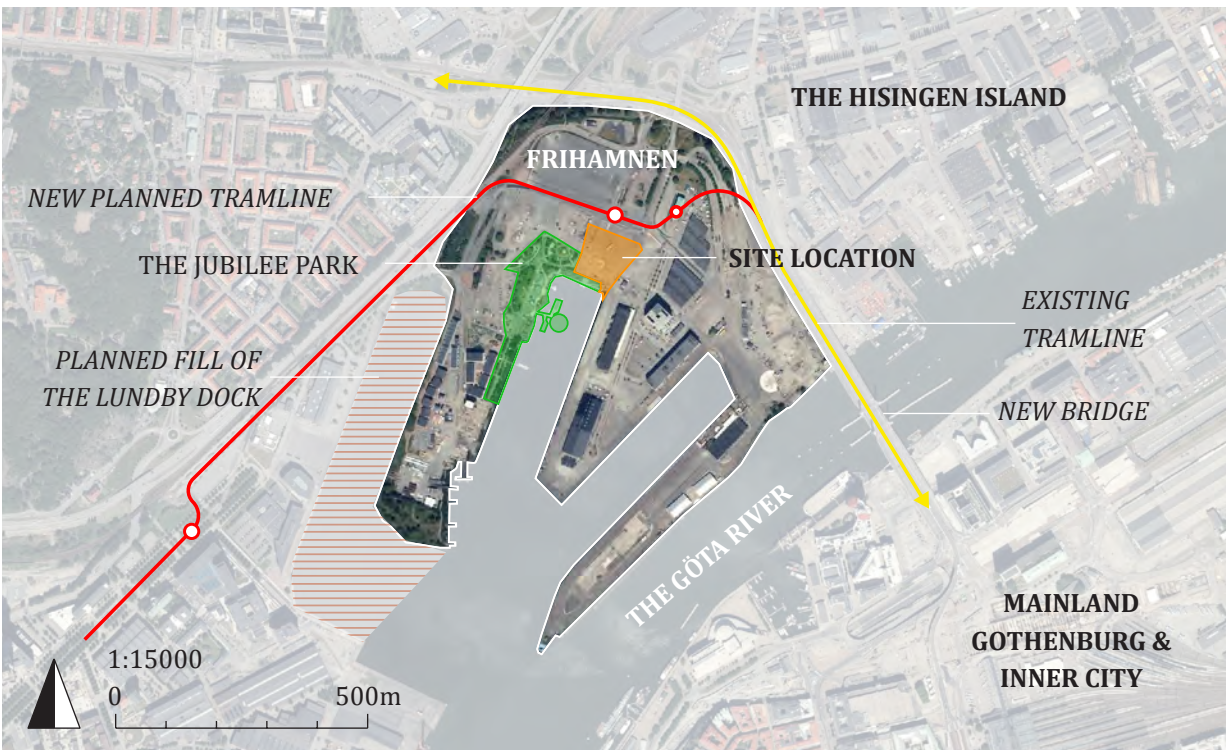 THE HISINGEN ISLAND
FRIHAMNEN
NEW PLANNED TRAMLINE
THE JUBILEE PARK
SITE LOCATION
EXISTING
TRAMLINE
PLANNED FILL OF
THE LUNDBY DOCK
NEW BRIDGE
THE GÖTA RIVER
MAINLAND
GOTHENBURG &
INNER CITY
1:15000
0 500m